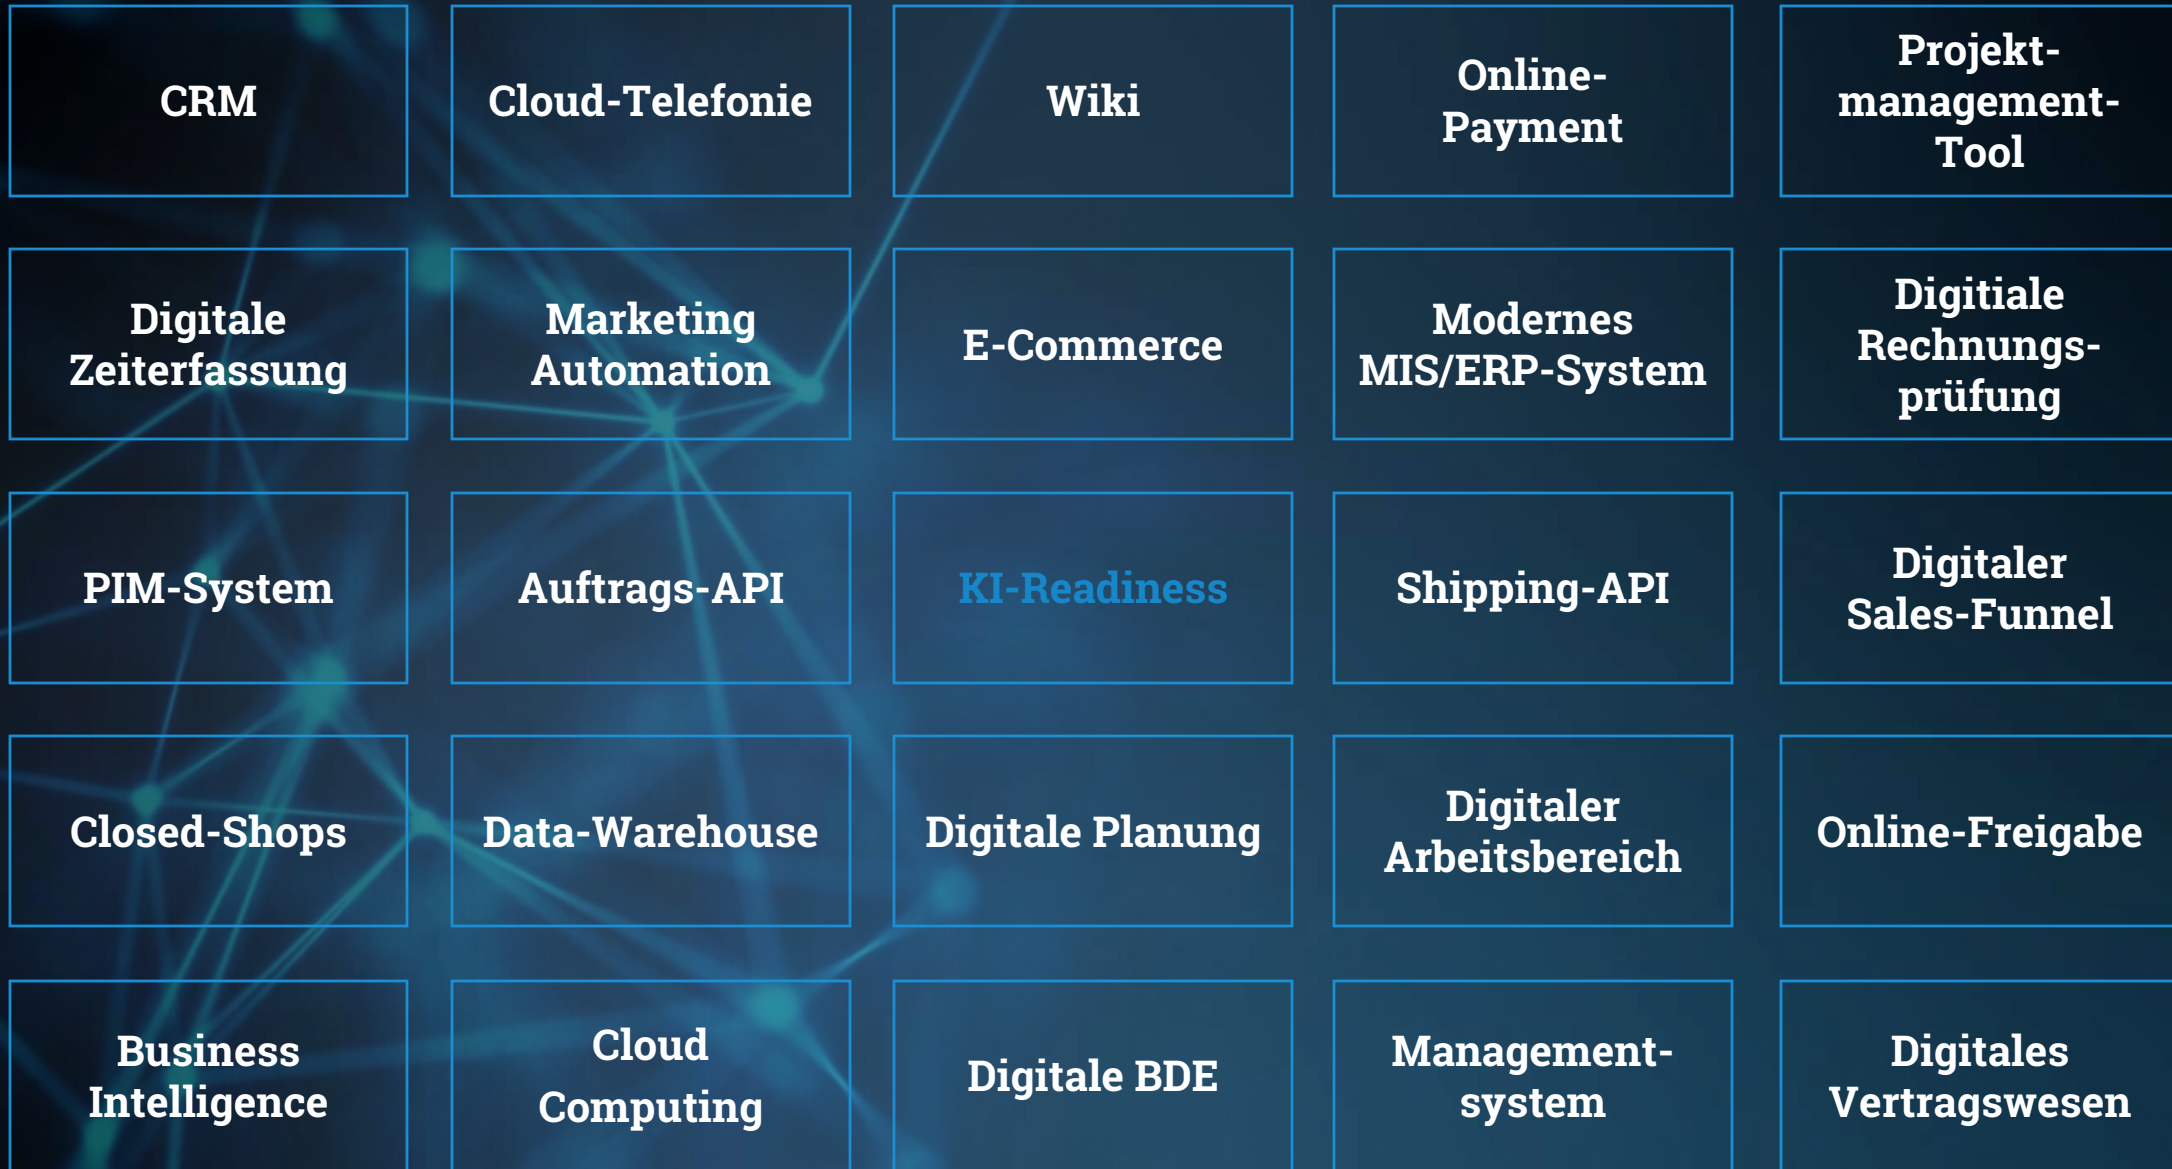 CRM
Cloud-Telefonie
Wiki
Online-
Payment
Projekt-
management-
Tool
Digitale
Zeiterfassung
Marketing
Automation
E-Commerce
Modernes
MIS/ERP-System
Digitiale
Rechnungs-
prüfung
PIM-System
Auftrags-API
KI-Readiness
Shipping-API
Digitaler
Sales-Funnel
Closed-Shops
Data-Warehouse
Digitale Planung
Digitaler
Arbeitsbereich
Online-Freigabe
Business
Intelligence
Cloud
Computing
Digitale BDE
Management-
system
Digitales
Vertragswesen